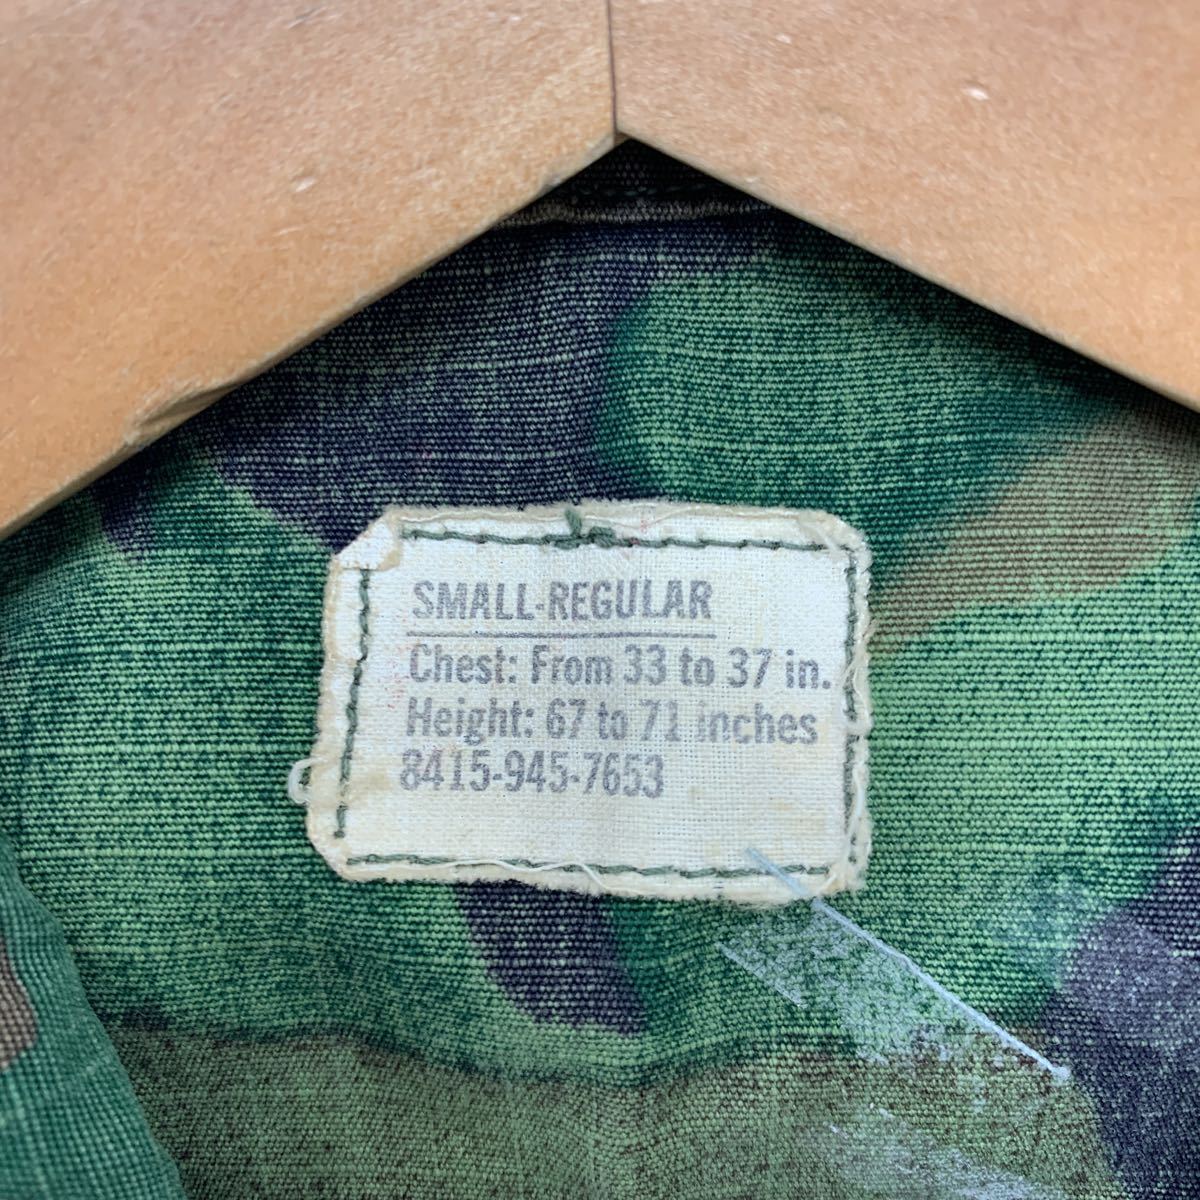 SMALL-REGULAR
Chest: From 33 to 37 in.
Height: 67 to 71 inches
8415-945-7653